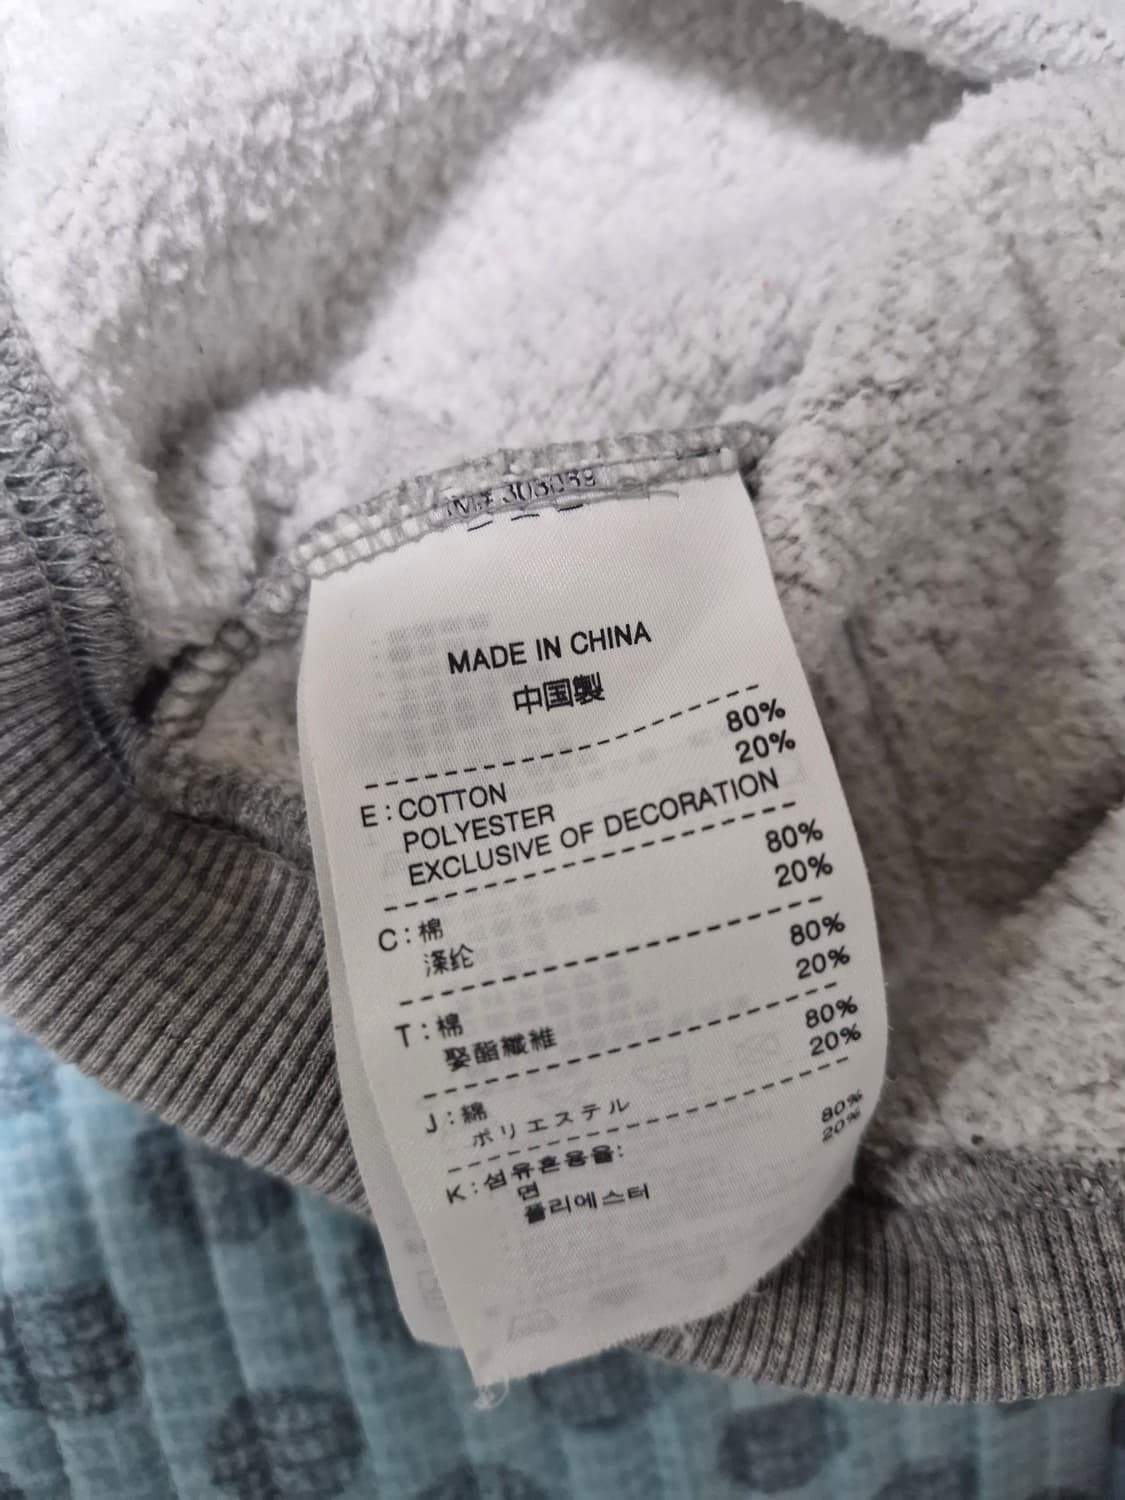 MADE IN CHINA
中国製
E : COTTON 80%
POLYESTER 20%
EXCLUSIVE OF DECORATION
C : 棉 80%
涤纶 20%
T : 棉 80%
聚酯纖維 20%
J : 綿 80%
ポリエステル 20%
K : 섬유혼용율:
면 80%
폴리에스터 20%